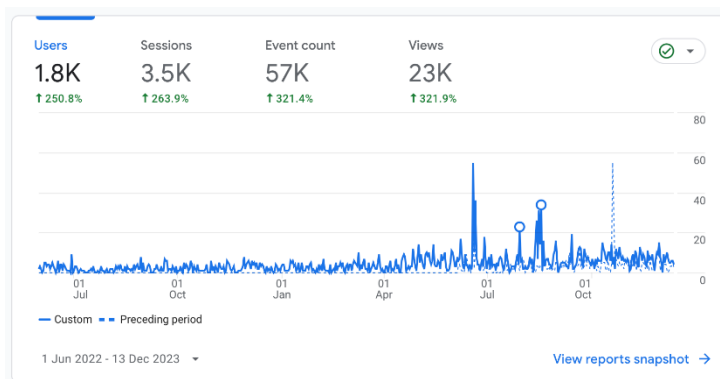 Users Sessions Event count Views
1.8K 3.5K 57K 23K
↑ 250.8% ↑ 263.9% ↑ 321.4% ↑ 321.9%
80
60
40
20
0
01 01 01 01 01 01
Jul Oct Jan Apr Jul Oct
Custom Preceding period
1 Jun 2022 - 13 Dec 2023
View reports snapshot →